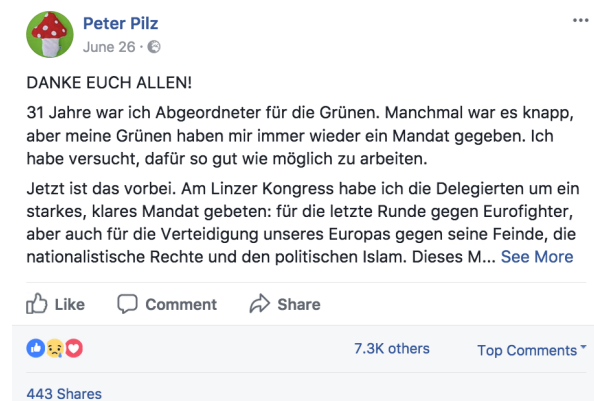 Peter Pilz
June 26 ·
DANKE EUCH ALLEN!
31 Jahre war ich Abgeordneter für die Grünen. Manchmal war es knapp,
aber meine Grünen haben mir immer wieder ein Mandat gegeben. Ich
habe versucht, dafür so gut wie möglich zu arbeiten.
Jetzt ist das vorbei. Am Linzer Kongress habe ich die Delegierten um ein
starkes, klares Mandat gebeten: für die letzte Runde gegen Eurofighter,
aber auch für die Verteidigung unseres Europas gegen seine Feinde, die
nationalistische Rechte und den politischen Islam. Dieses M... See More
Like Comment Share
7.3K others Top Comments
443 Shares